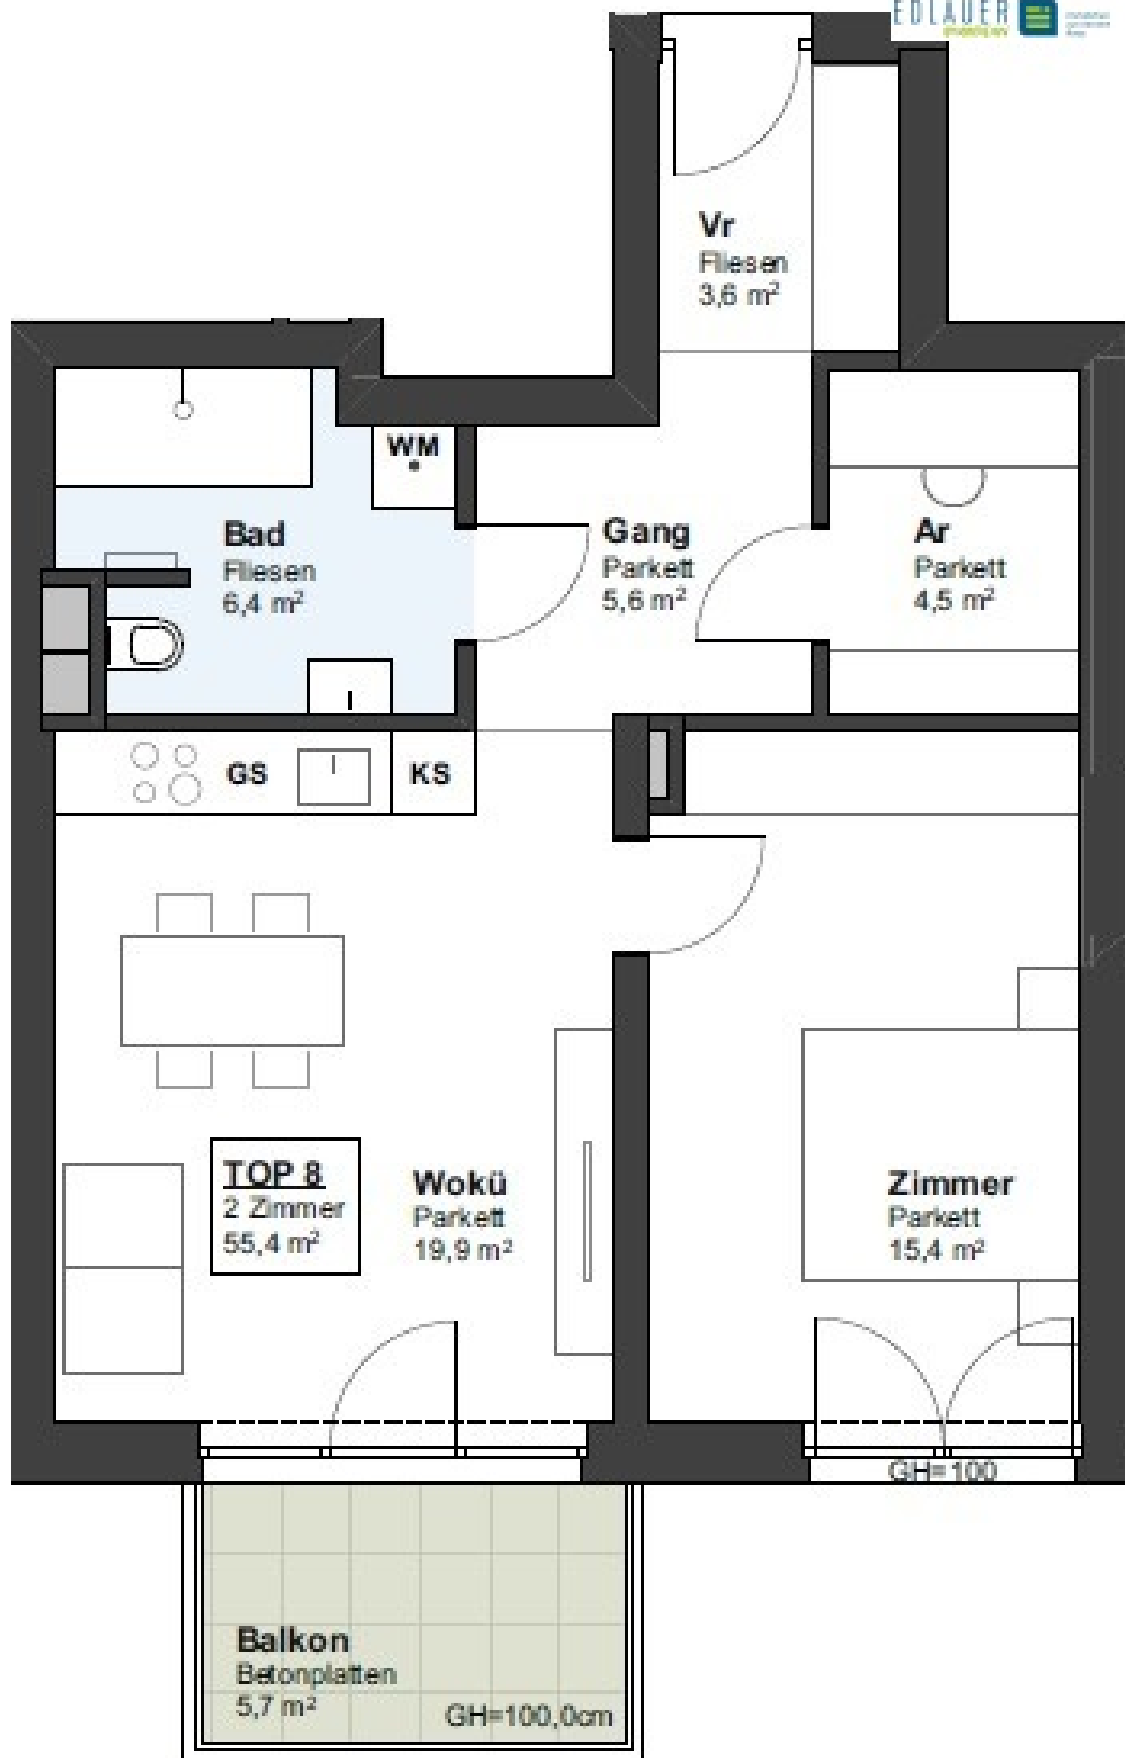 EDLAUER
Vr
Fliesen
3,6 m²
WM
Bad
Fliesen
6,4 m²
Gang
Parkett
5,6 m²
Ar
Parkett
4,5 m²
GS
KS
TOP 8
2 Zimmer
55,4 m²
Wokü
Parkett
19,9 m²
Zimmer
Parkett
15,4 m²
GH=100
Balkon
Betonplatten
5,7 m²
GH=100,0cm